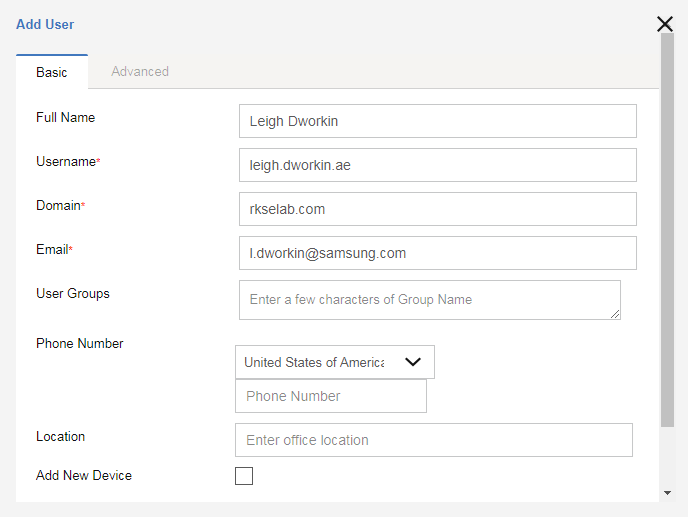 Add User
Basic Advanced
Full Name Leigh Dworkin
Username* leigh.dworkin.ae
Domain* rkselab.com
Email* l.dworkin@samsung.com
User Groups Enter a few characters of Group Name
Phone Number
United States of America
Phone Number
Location Enter office location
Add New Device